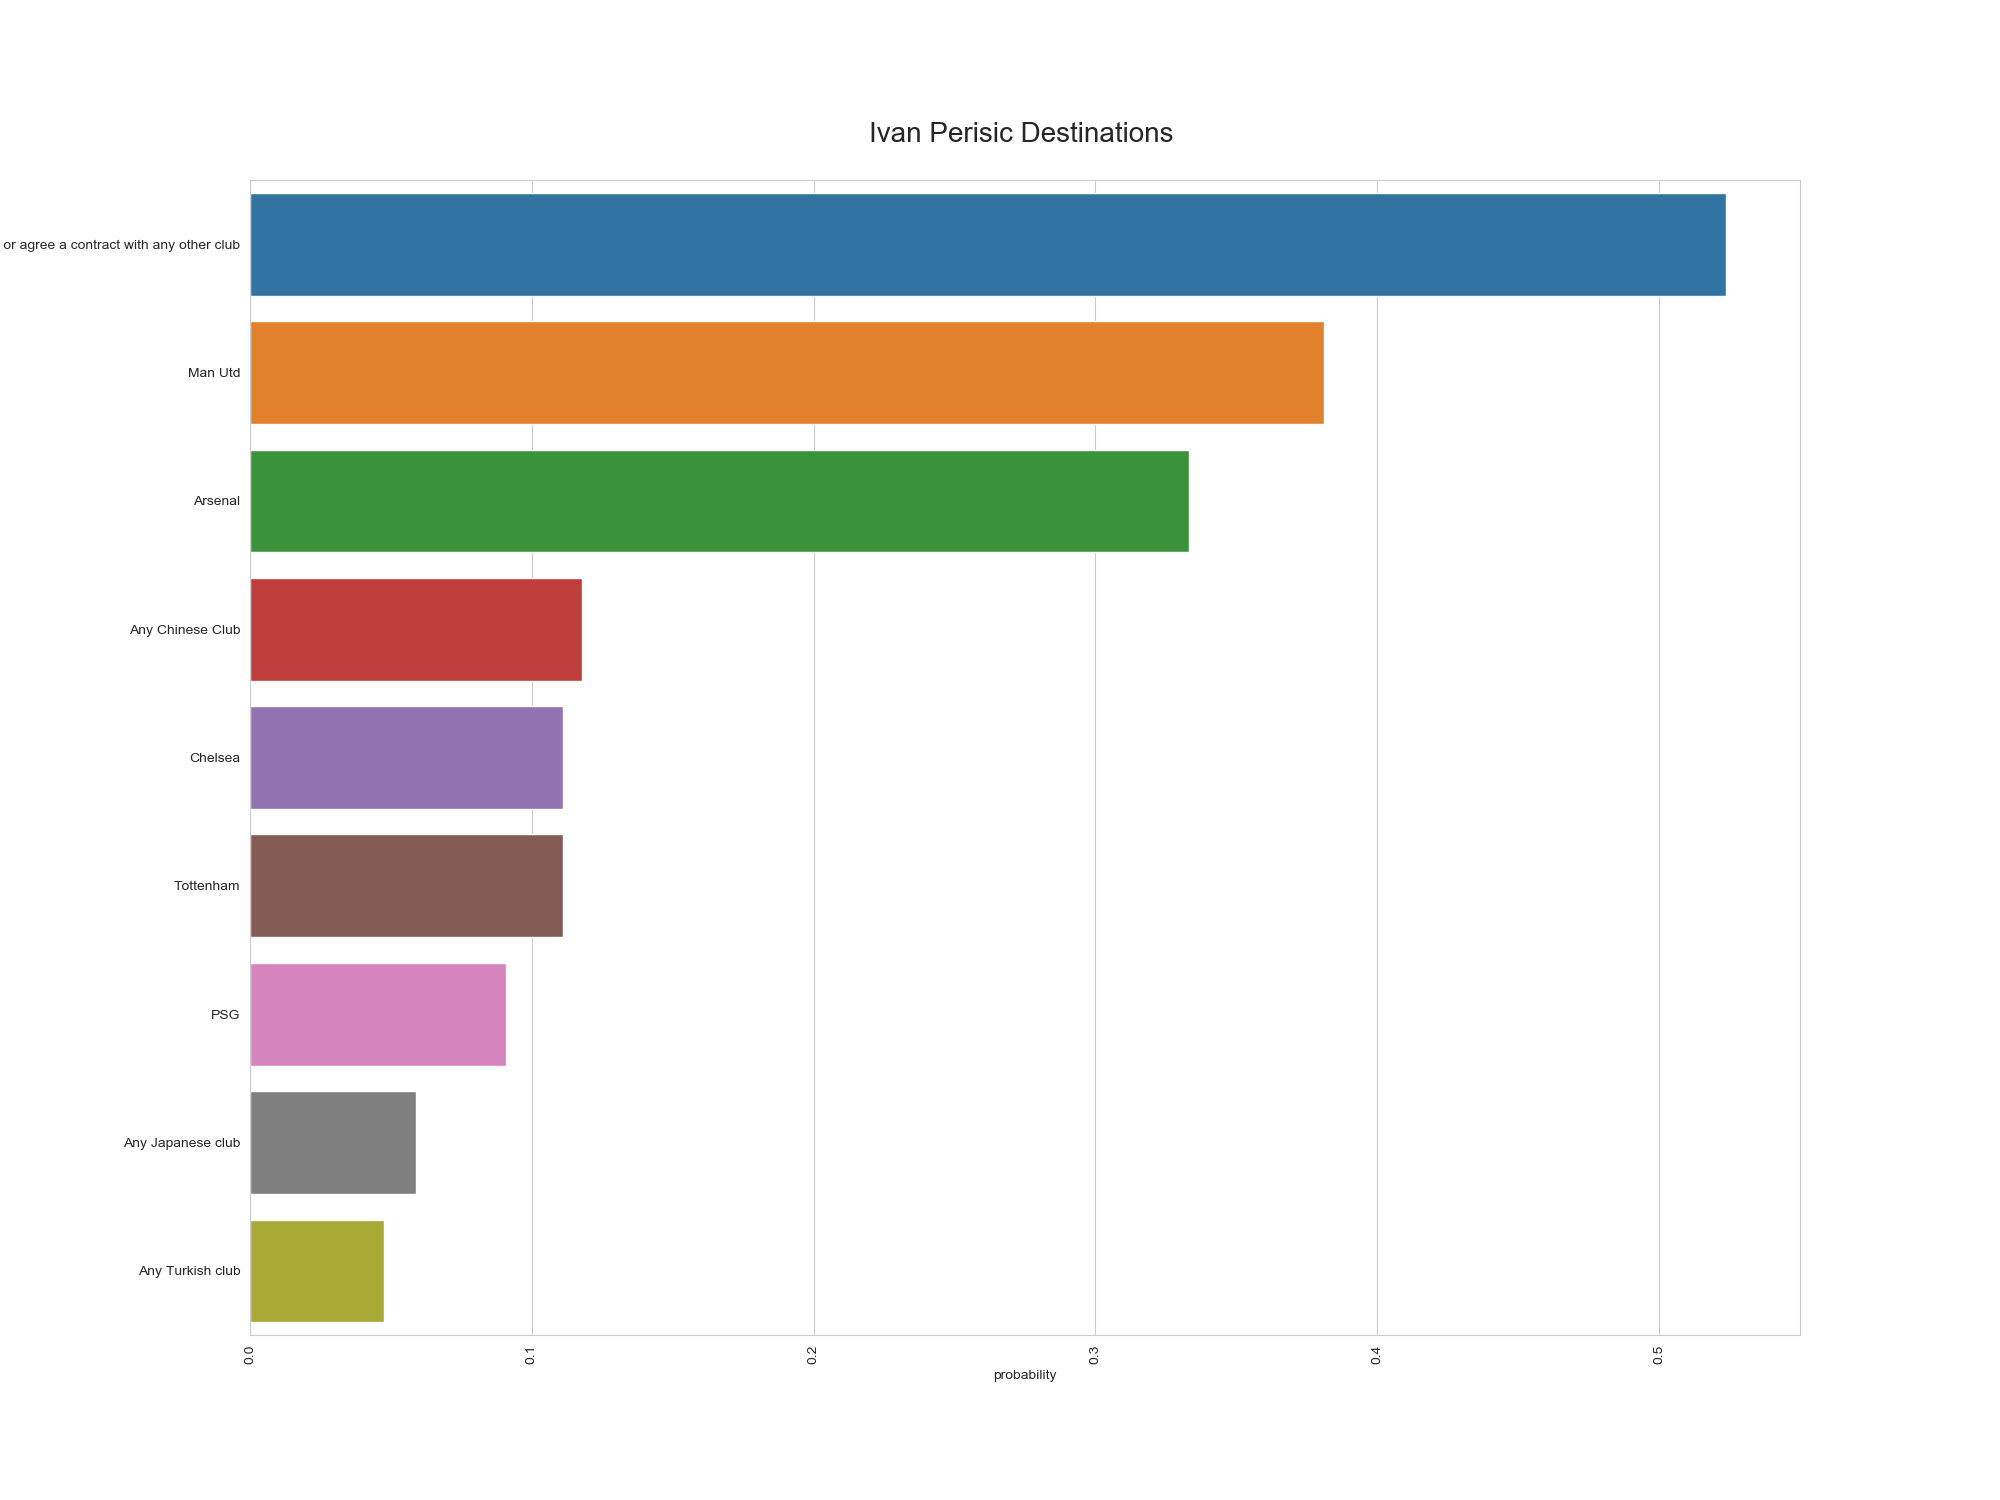 Ivan Perisic Destinations
or agree a contract with any other club
Man Utd
Arsenal
Any Chinese Club
Chelsea
Tottenham
PSG
Any Japanese club
Any Turkish club
0.0 0.1 0.2 0.3 0.4 0.5
probability